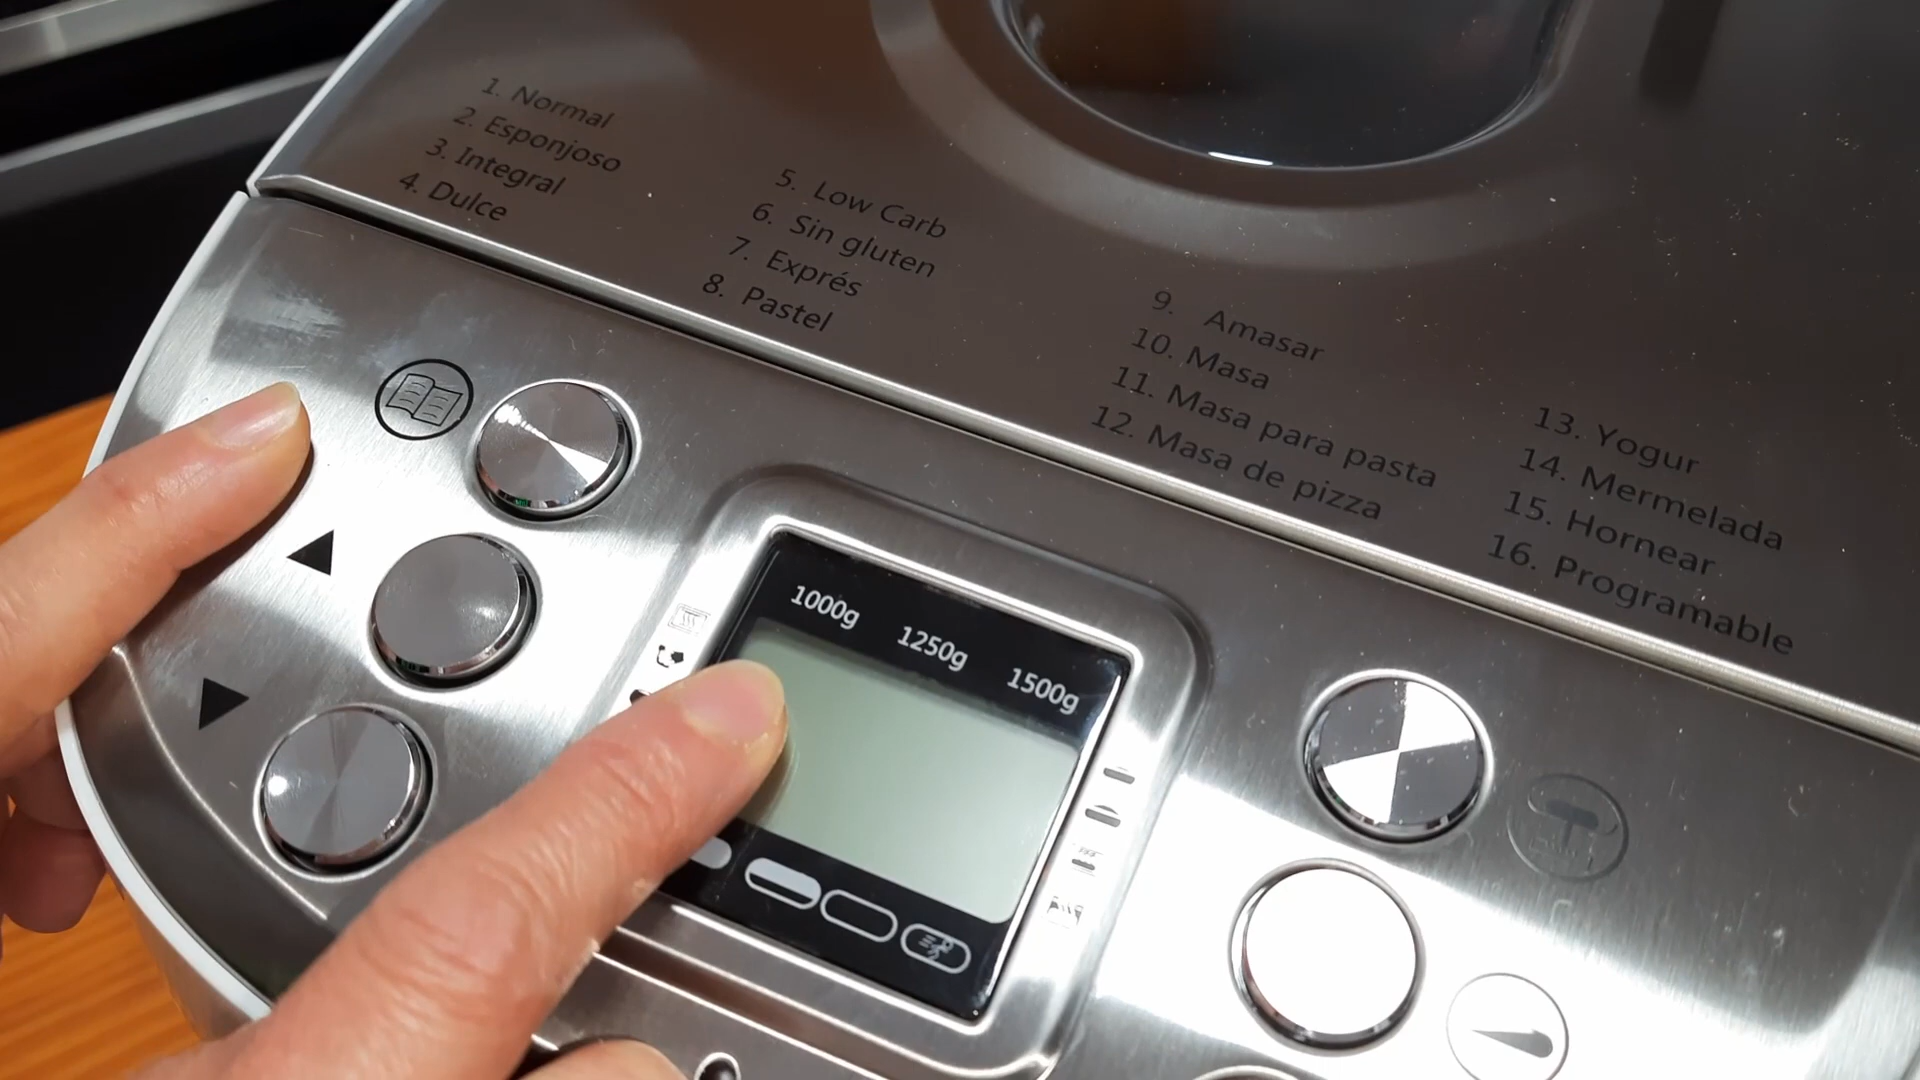 1. Normal
2. Esponjoso
3. Integral
4. Dulce
5. Low Carb
6. Sin gluten
7. Exprés
8. Pastel
9. Amasar
10. Masa
11. Masa para pasta
12. Masa de pizza
13. Yogur
14. Mermelada
15. Hornear
16. Programable
1000g 1250g 1500g